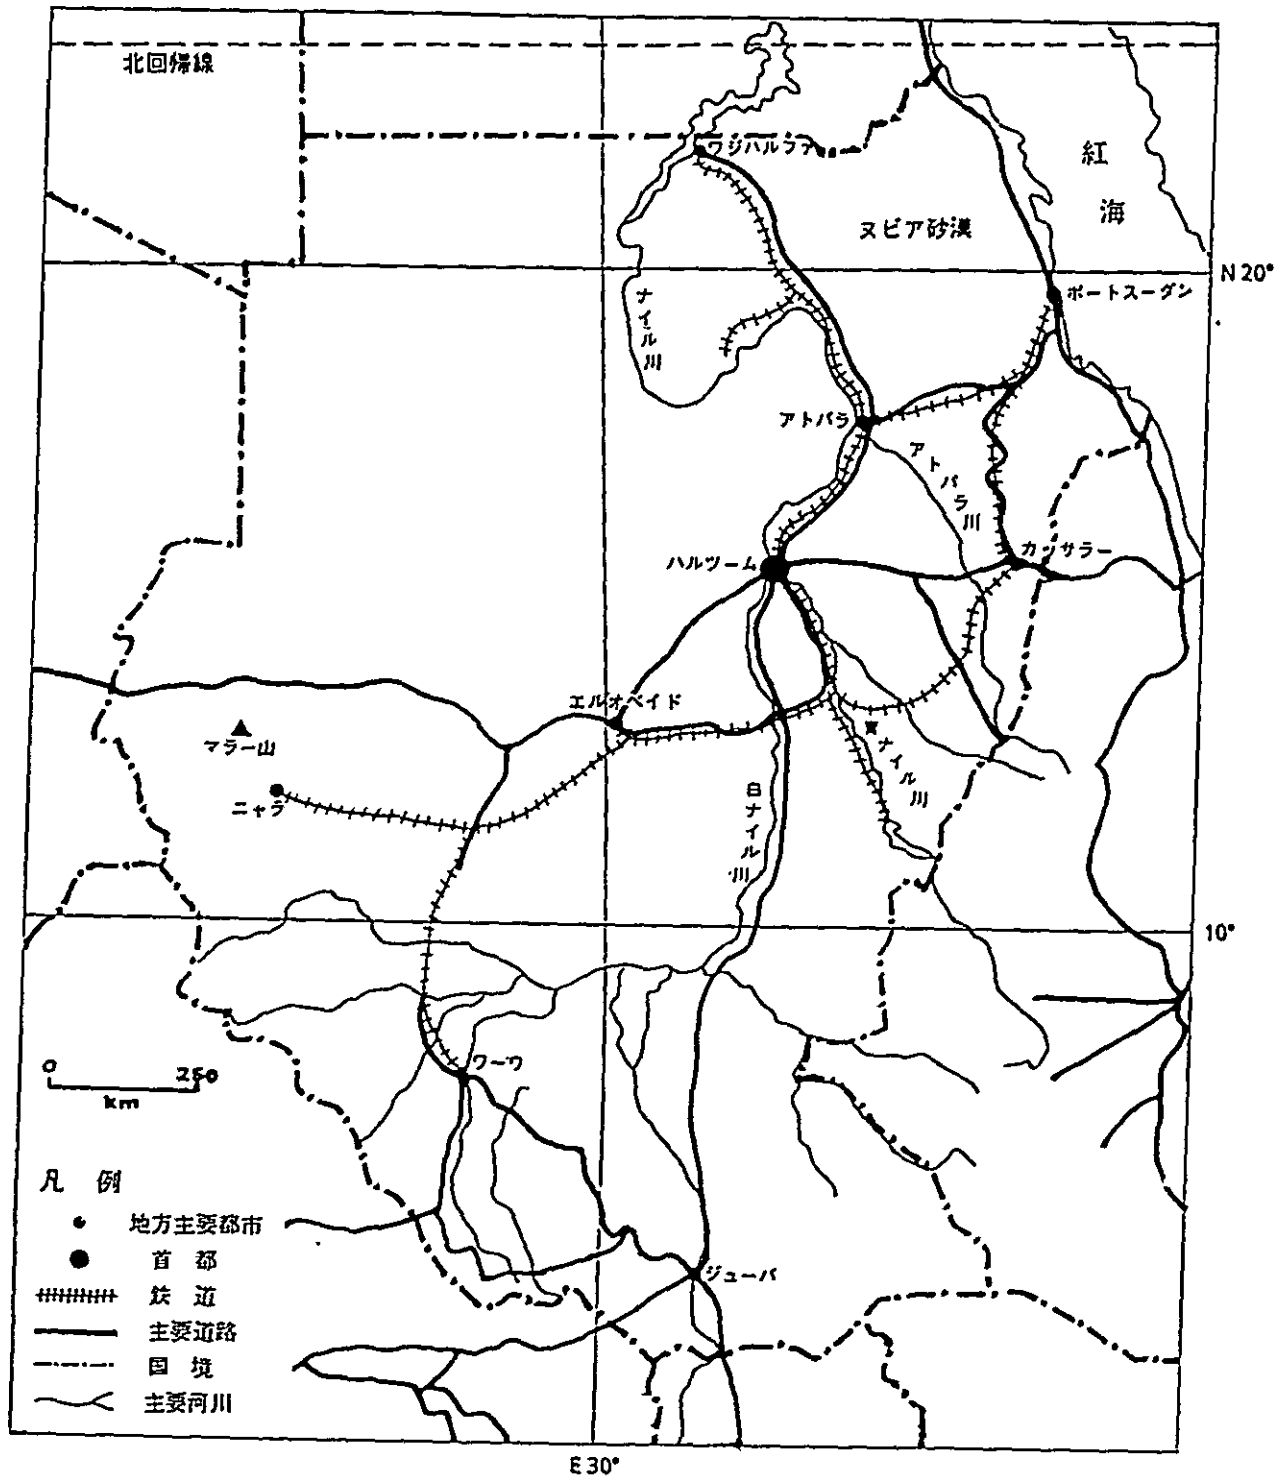 北回帰線
ワジハルファ
紅海
ヌビア砂漠
N 20°
ポートスーダン
ナイル川
アトバラ
アトバラ川
カッサラー
ハルツーム
エルオベイド
マラー山
ニャラ
青ナイル川
白ナイル川
10°
ワーワ
0 250
km
凡例
地方主要都市
首都
鉄道
主要道路
国境
主要河川
ジューバ
E 30°